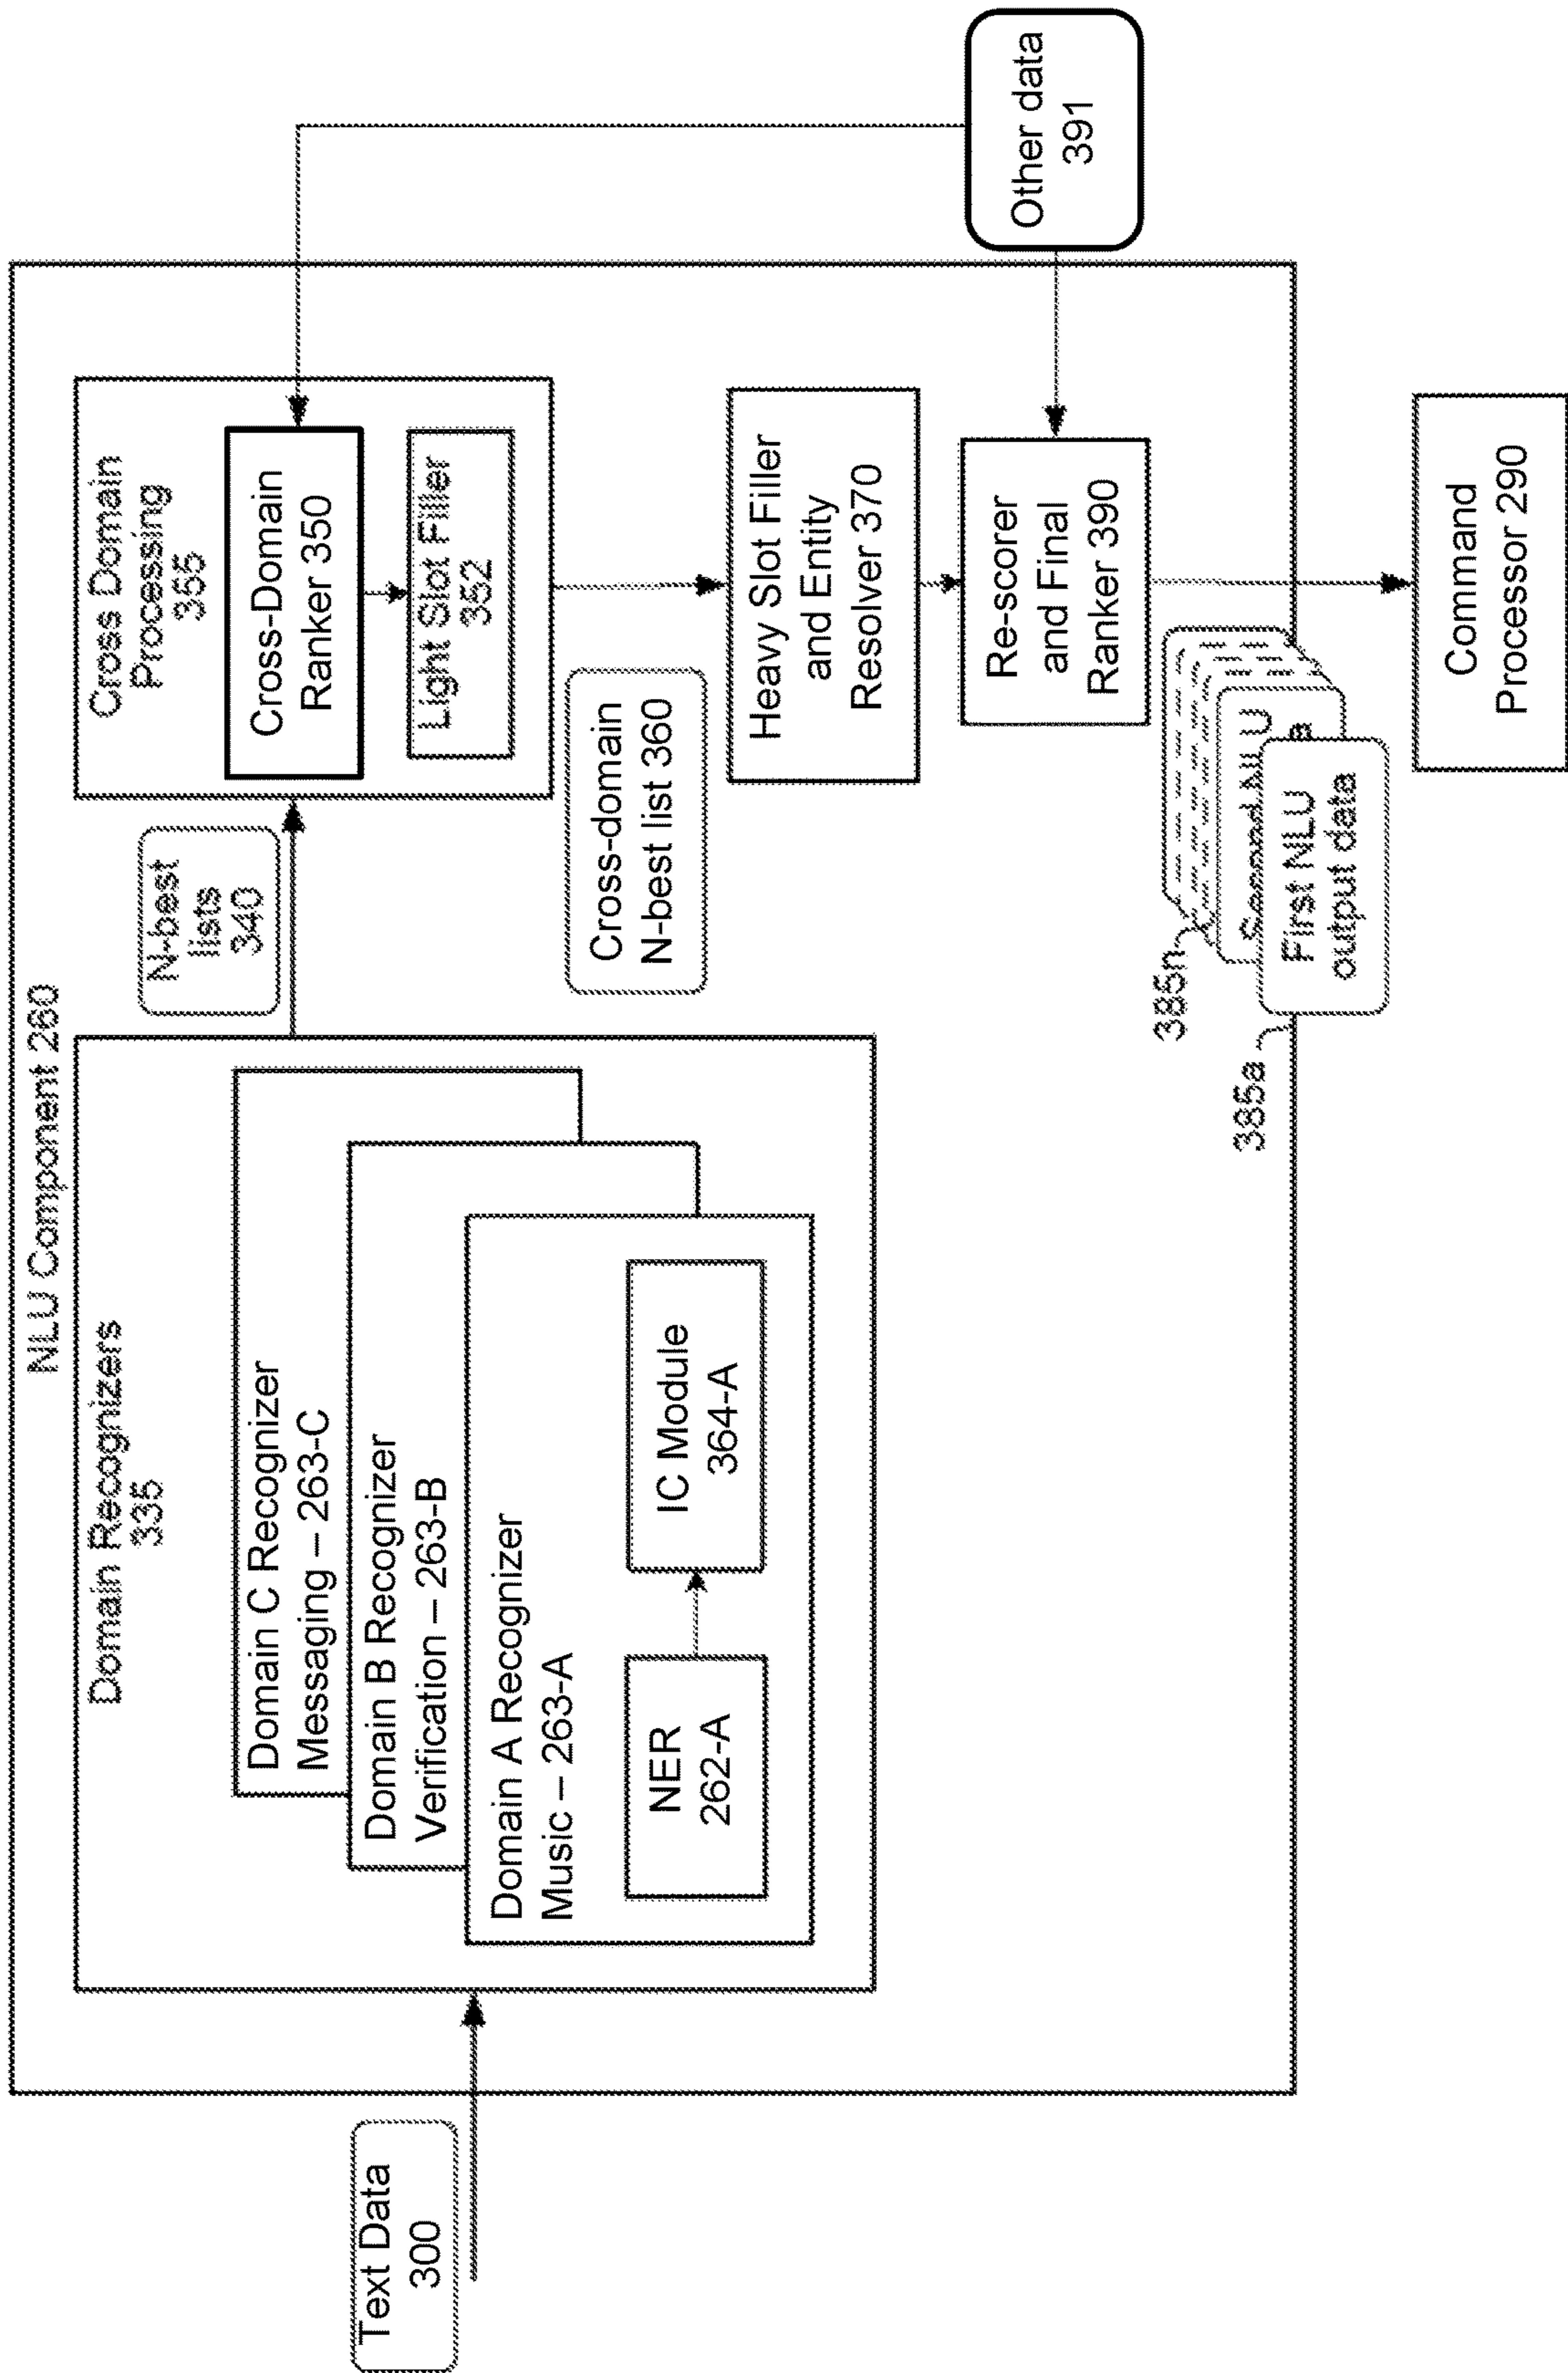 NLU Component 260
Text Data
300
Domain Recognizers
335
Domain C Recognizer
Messaging – 263-C
Domain B Recognizer
Verification – 263-B
Domain A Recognizer
Music – 263-A
NER
262-A
IC Module
364-A
N-best
lists
340
Cross Domain
Processing
355
Cross-Domain
Ranker 350
Light Slot Filler
352
Cross-domain
N-best list 360
Heavy Slot Filler
and Entity
Resolver 370
Re-scorer
and Final
Ranker 390
Other data
391
385n
Second NLU
a
385a
First NLU
output data
Command
Processor 290